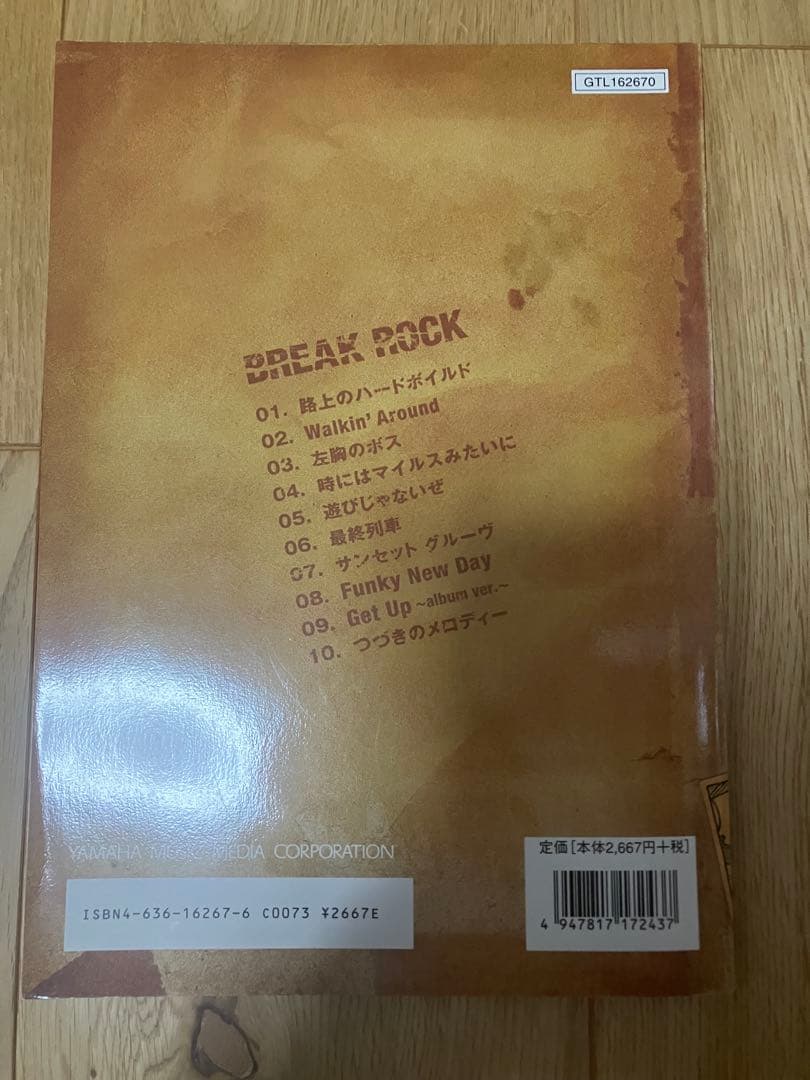 GTL162670
BREAK ROCK
01. 路上のハードボイルド
02. Walkin' Around
03. 左胸のボス
04. 時にはマイルスみたいに
05. 遊びじゃないぜ
06. 最終列車
07. サンセット グルーヴ
08. Funky New Day
09. Get Up ~album ver.~
10. つづきのメロディー
YAMAHA MUSIC MEDIA CORPORATION
定価[本体2,667円+税]
ISBN4-636-16267-6 C0073 ¥2667E
4 947817 172437